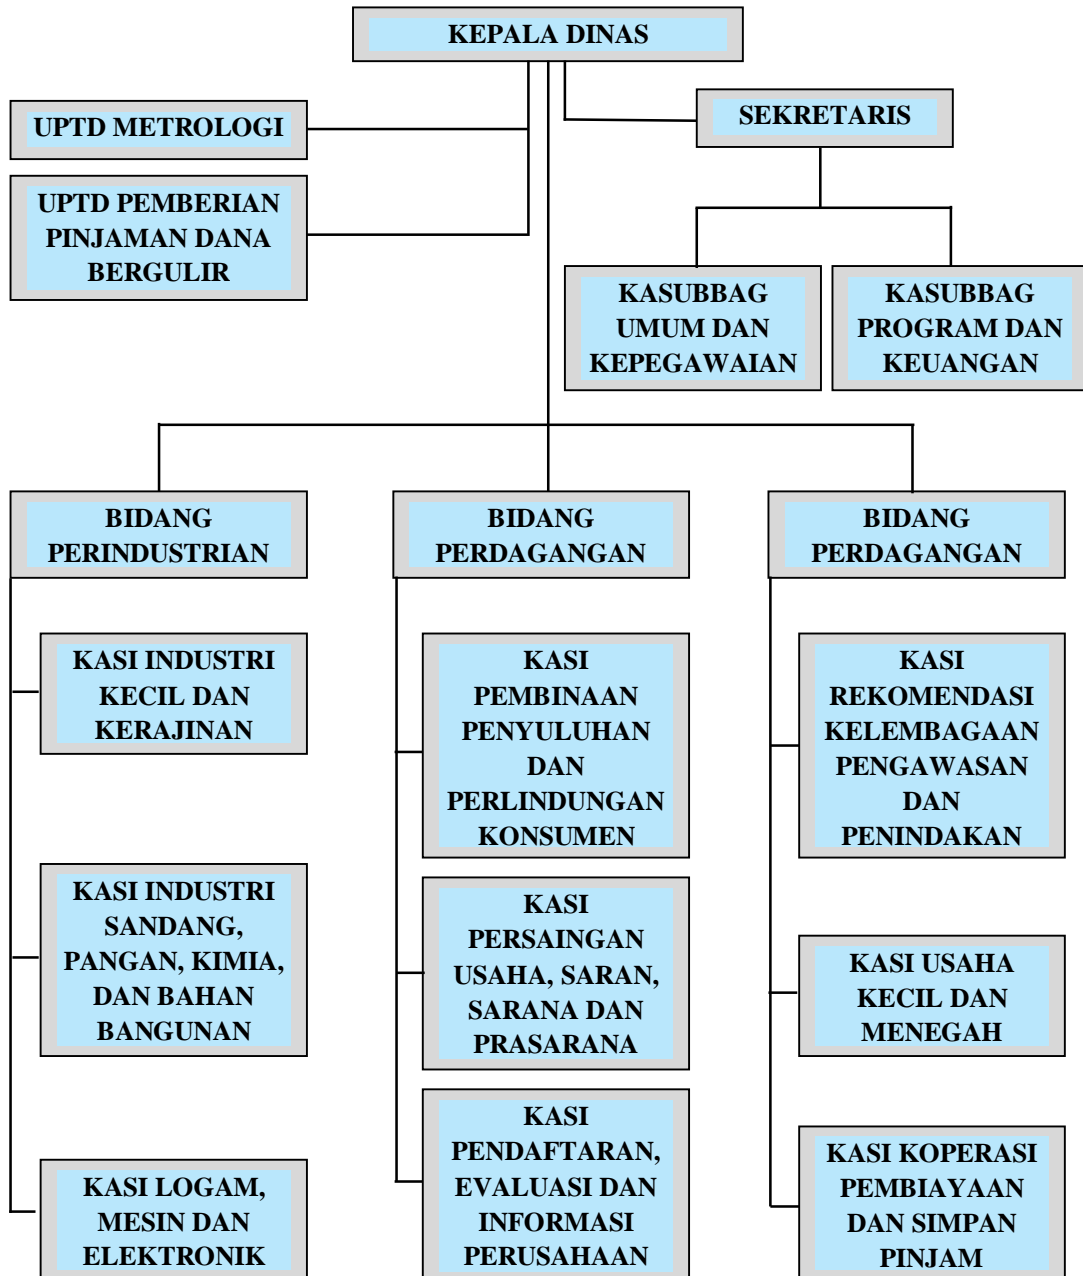 KEPALA DINAS
UPTD METROLOGI
SEKRETARIS
UPTD PEMBERIAN
PINJAMAN DANA
BERGULIR
KASUBBAG
UMUM DAN
KEPEGAWAIAN
KASUBBAG
PROGRAM DAN
KEUANGAN
BIDANG
PERINDUSTRIAN
BIDANG
PERDAGANGAN
BIDANG
PERDAGANGAN
KASI INDUSTRI
KECIL DAN
KERAJINAN
KASI INDUSTRI
SANDANG,
PANGAN, KIMIA,
DAN BAHAN
BANGUNAN
KASI LOGAM,
MESIN DAN
ELEKTRONIK
KASI
PEMBINAAN
PENYULUHAN
DAN
PERLINDUNGAN
KONSUMEN
KASI
PERSAINGAN
USAHA, SARAN,
SARANA DAN
PRASARANA
KASI
PENDAFTARAN,
EVALUASI DAN
INFORMASI
PERUSAHAAN
KASI
REKOMENDASI
KELEMBAGAAN
PENGAWASAN
DAN
PENINDAKAN
KASI USAHA
KECIL DAN
MENEGAH
KASI KOPERASI
PEMBIAYAAN
DAN SIMPAN
PINJAM